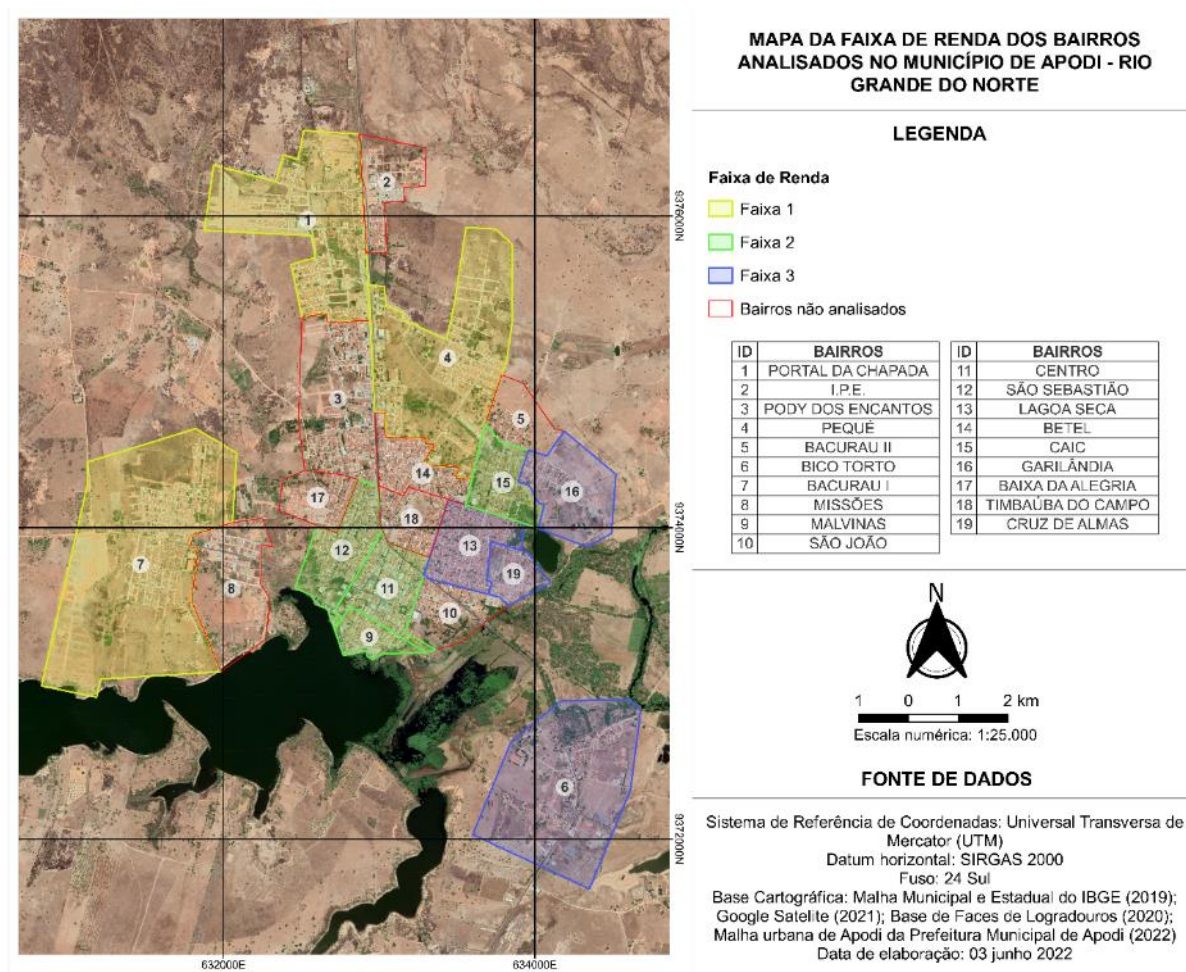 MAPA DA FAIXA DE RENDA DOS BAIRROS
ANALISADOS NO MUNICÍPIO DE APODI - RIO
GRANDE DO NORTE
LEGENDA
Faixa de Renda
Faixa 1
Faixa 2
Faixa 3
Bairros não analisados
ID BAIRROS ID BAIRROS
1 PORTAL DA CHAPADA 11 CENTRO
2 I.P.E. 12 SÃO SEBASTIÃO
3 PODY DOS ENCANTOS 13 LAGOA SECA
4 PEQUÉ 14 BETEL
5 BACURAU II 15 CAIC
6 BICO TORTO 16 GARILÂNDIA
7 BACURAU I 17 BAIXA DA ALEGRIA
8 MISSÕES 18 TIMBAÚBA DO CAMPO
9 MALVINAS 19 CRUZ DE ALMAS
10 SÃO JOÃO
N
1 0 1 2 km
Escala numérica: 1:25.000
FONTE DE DADOS
Sistema de Referência de Coordenadas: Universal Transversa de
Mercator (UTM)
Datum horizontal: SIRGAS 2000
Fuso: 24 Sul
Base Cartográfica: Malha Municipal e Estadual do IBGE (2019);
Google Satelite (2021); Base de Faces de Logradouros (2020);
Malha urbana de Apodi da Prefeitura Municipal de Apodi (2022)
Data de elaboração: 03 junho 2022
2
1
4
3
5
14
15
16
17
18
12
13
7
19
11
8
10
9
6
9376000N
9374000N
9372000N
632000E 634000E